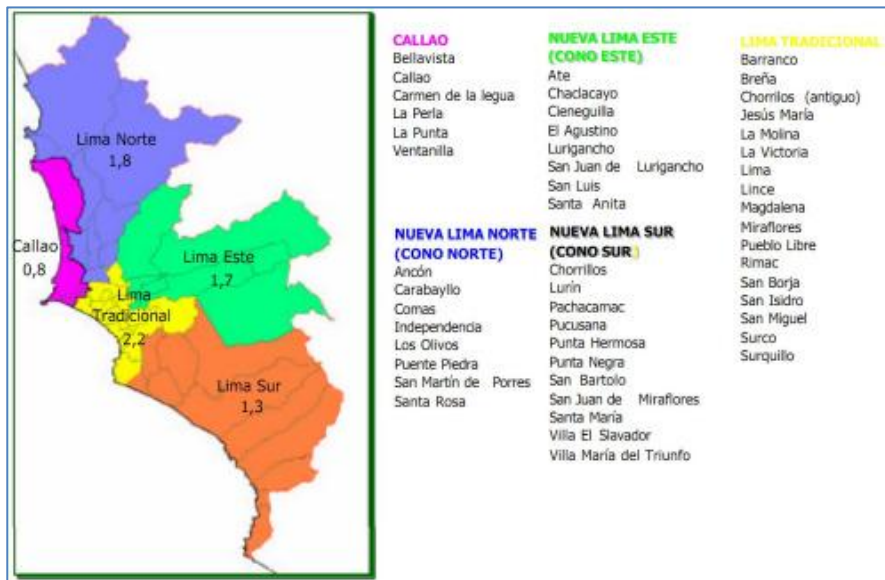 Lima Norte
1,8
Callao
0,8
Lima Este
1,7
Lima
Tradicional
2,2
Lima Sur
1,3
CALLAO
Bellavista
Callao
Carmen de la legua
La Perla
La Punta
Ventanilla
NUEVA LIMA ESTE
(CONO ESTE)
Ate
Chaclacayo
Cieneguilla
El Agustino
Lurigancho
San Juan de Lurigancho
San Luis
Santa Anita
LIMA TRADICIONAL
Barranco
Breña
Chorrilos (antiguo)
Jesús María
La Molina
La Victoria
Lima
Lince
Magdalena
Miraflores
Pueblo Libre
Rimac
San Borja
San Isidro
San Miguel
Surco
Surquillo
NUEVA LIMA NORTE
(CONO NORTE)
Ancón
Carabayllo
Comas
Independencia
Los Olivos
Puente Piedra
San Martín de Porres
Santa Rosa
NUEVA LIMA SUR
(CONO SUR)
Chorrillos
Lurín
Pachacamac
Pucusana
Punta Hermosa
Punta Negra
San Bartolo
San Juan de Miraflores
Santa María
Villa El Slavador
Villa María del Triunfo